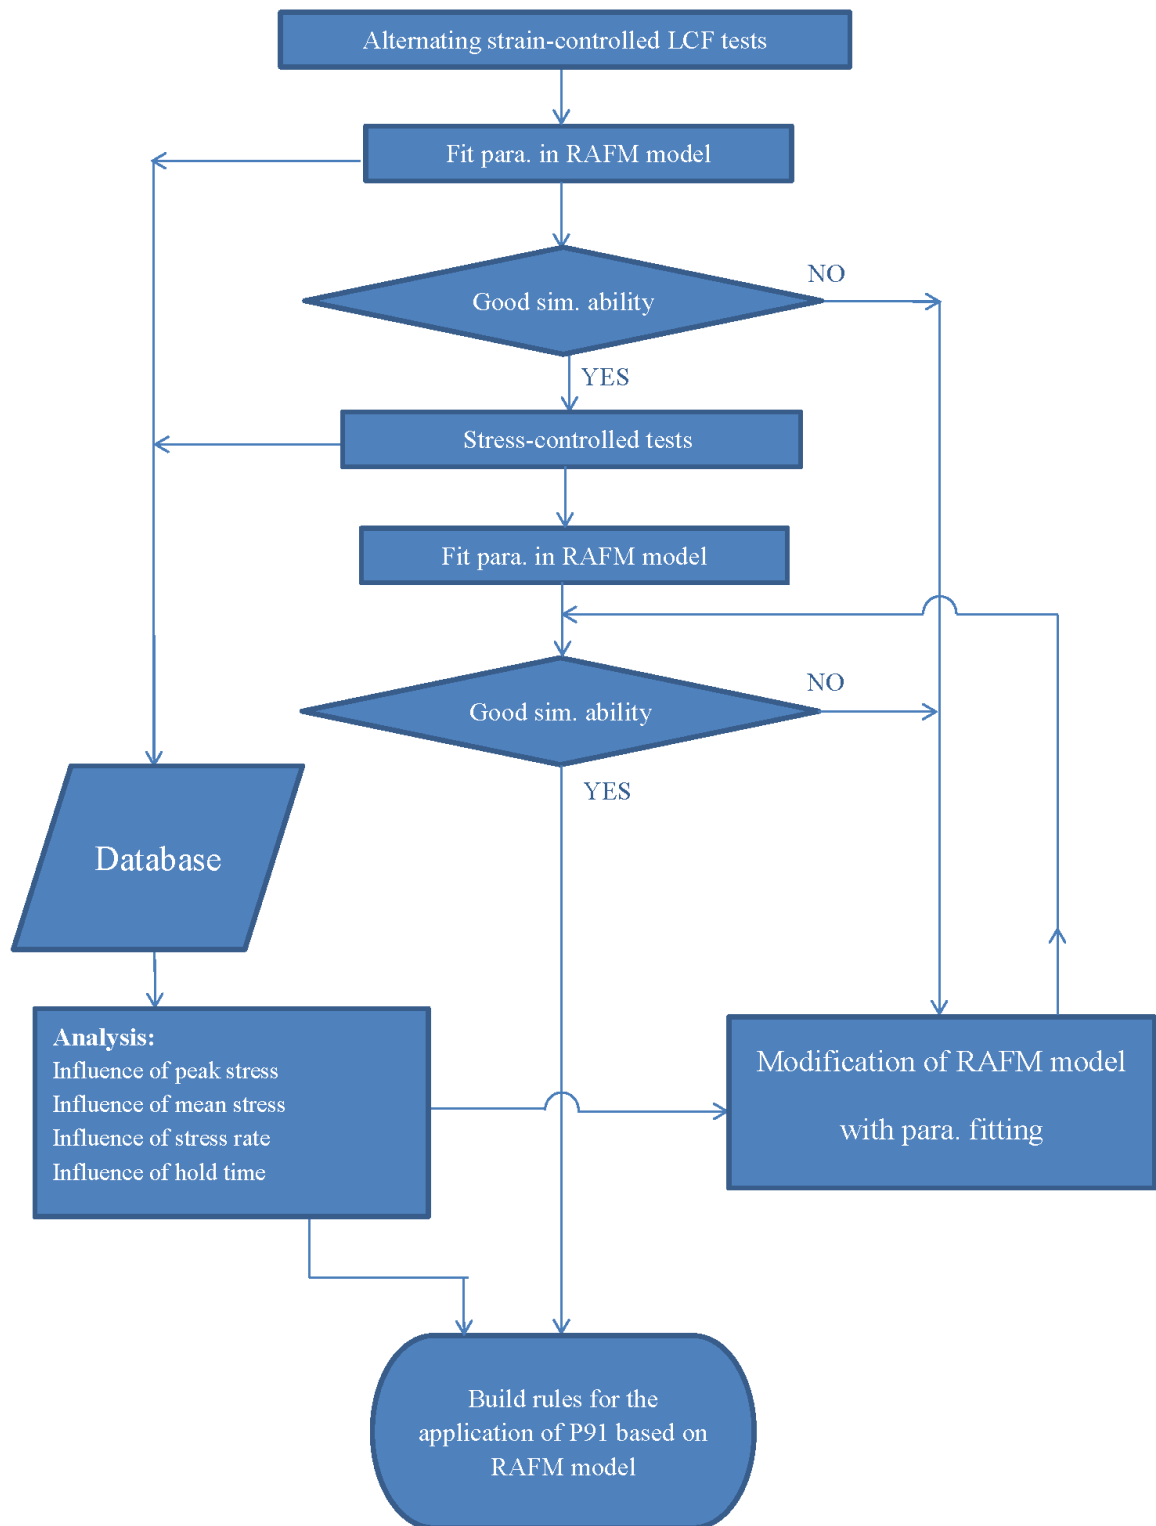 Alternating strain-controlled LCF tests
Fit para. in RAFM model
NO
Good sim. ability
YES
Stress-controlled tests
Fit para. in RAFM model
NO
Good sim. ability
YES
Database
Analysis:
Influence of peak stress
Influence of mean stress
Influence of stress rate
Influence of hold time
Modification of RAFM model
with para. fitting
Build rules for the
application of P91 based on
RAFM model